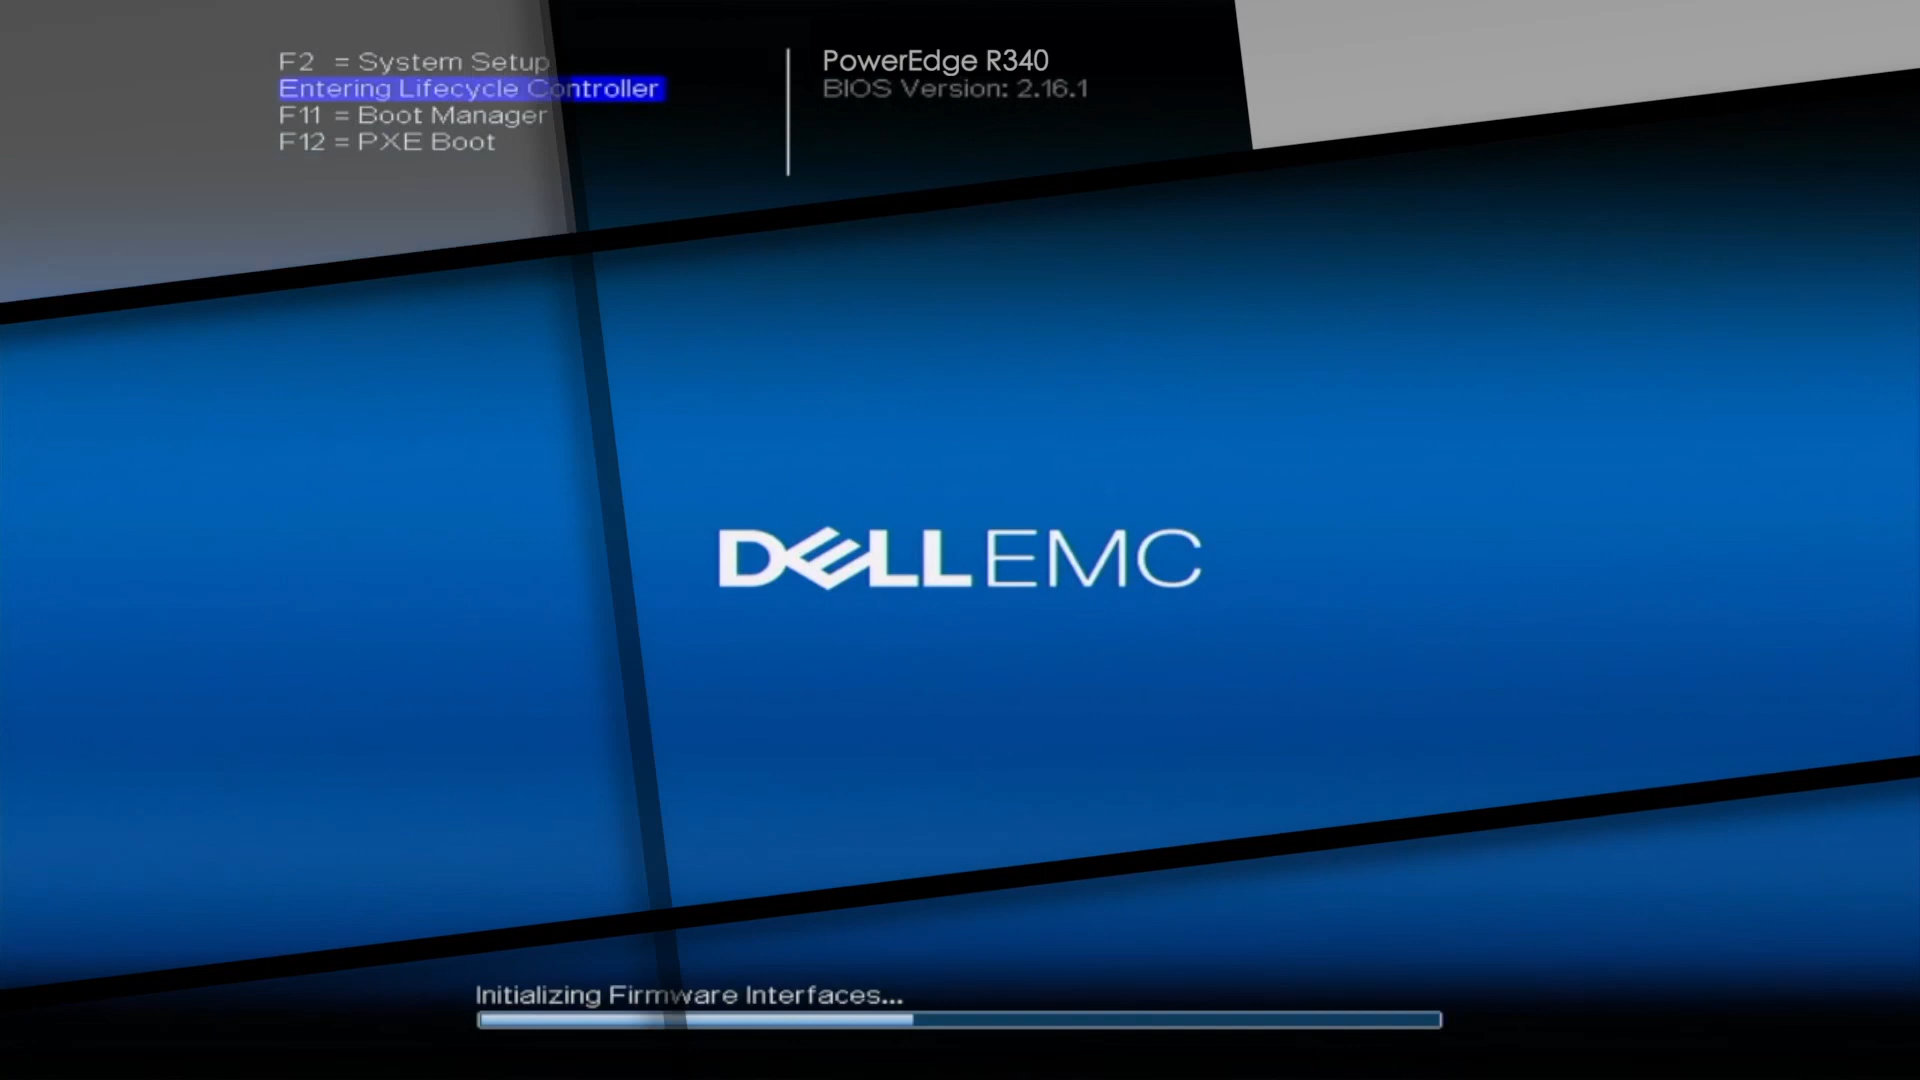 F2 = System Setup
Entering Lifecycle Controller
F11 = Boot Manager
F12 = PXE Boot
PowerEdge R340
BIOS Version: 2.16.1
DELLEMC
Initializing Firmware Interfaces...